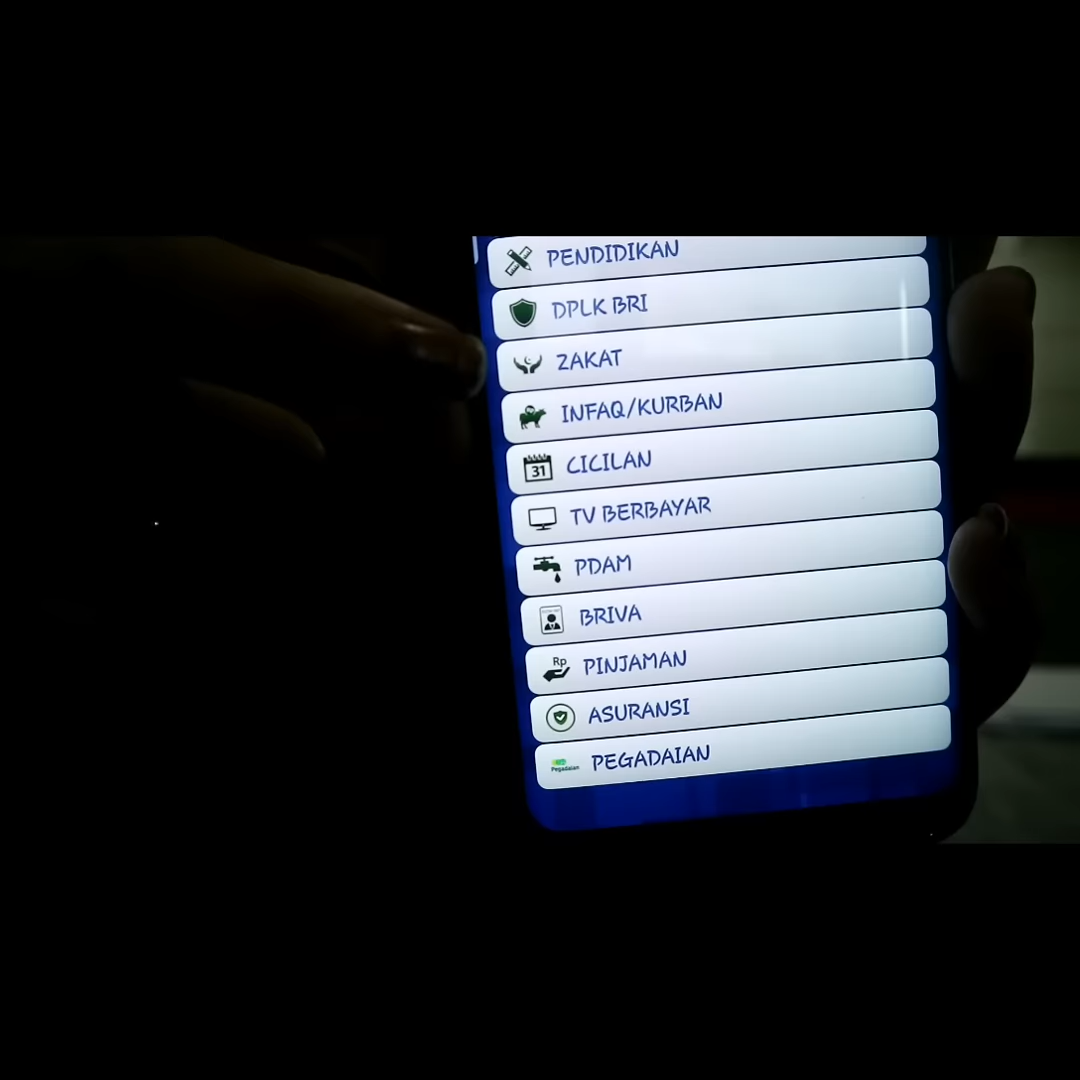 PENDIDIKAN
DPLK BRI
ZAKAT
INFAQ/KURBAN
31
CICILAN
TV BERBAYAR
PDAM
BRIVA
Rp
PINJAMAN
ASURANSI
Pegadaian
PEGADAIAN